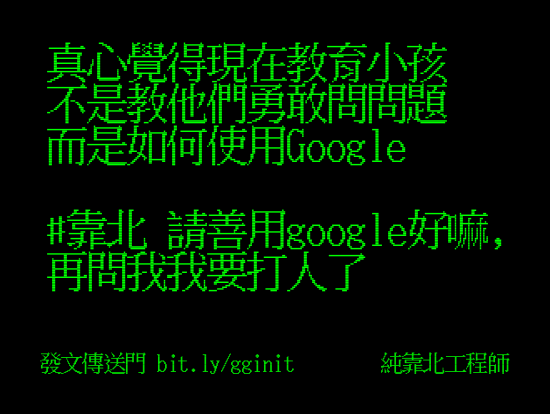 真心覺得現在教育小孩
不是教他們勇敢問問題
而是如何使用Google
#靠北 請善用google好嘛,
再問我我要打人了
發文傳送門 bit.ly/gginit
純靠北工程師